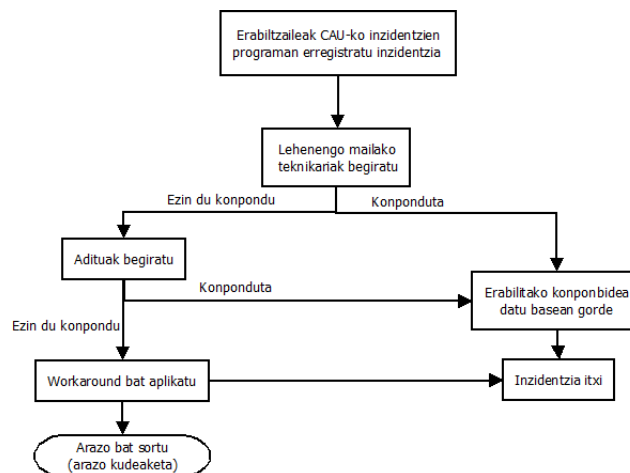 Erabiltzaileak CAU-ko inzidentzien
programan erregistratu inzidentzia
Lehenengo mailako
teknikariak begiratu
Ezin du konpondu
Konponduta
Adituak begiratu
Konponduta
Erabilitako konponbidea
datu basean gorde
Ezin du konpondu
Workaround bat aplikatu
Inzidentzia itxi
Arazo bat sortu
(arazo kudeaketa)